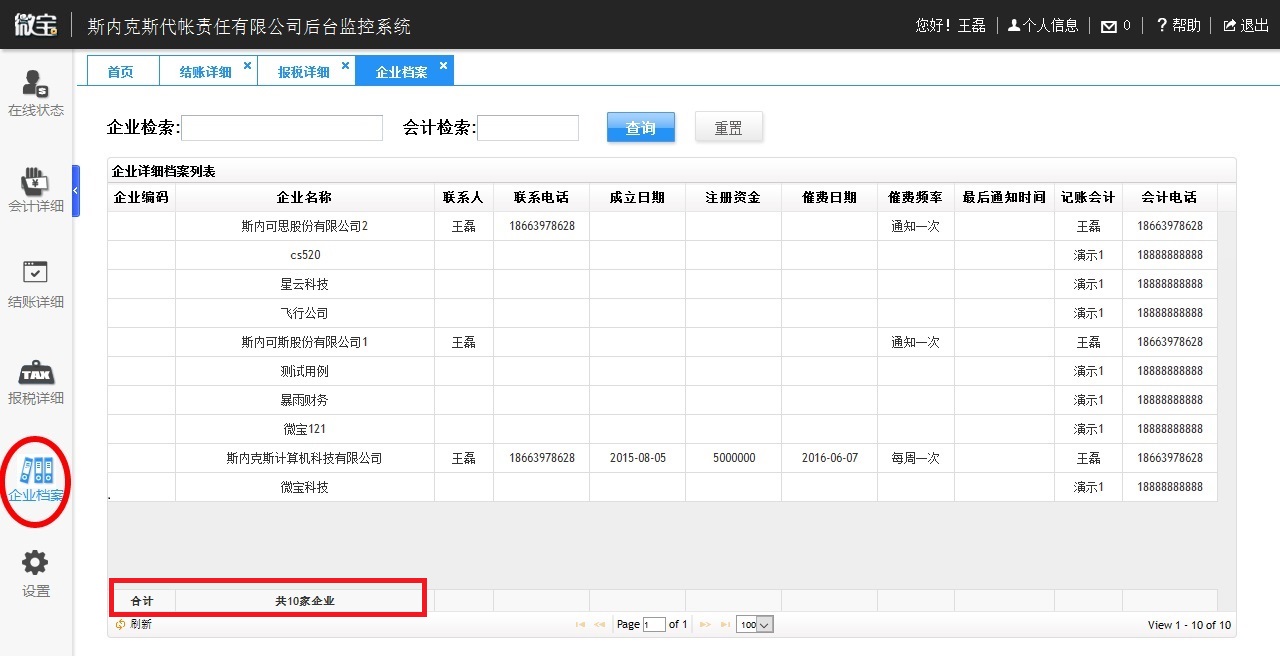 微宝 斯内克斯代帐责任有限公司后台监控系统 您好！王磊 个人信息 0 ?帮助 退出
首页 结账详细 × 报税详细 × 企业档案 ×
在线状态
会计详细
结账详细
TAX
报税详细
企业档案
设置
企业检索: 会计检索: 查询 重置
企业详细档案列表
企业编码 企业名称 联系人 联系电话 成立日期 注册资金 催费日期 催费频率 最后通知时间 记账会计 会计电话
斯内可思股份有限公司2 王磊 18663978628 通知一次 王磊 18663978628
cs520 演示1 18888888888
星云科技 演示1 18888888888
飞行公司 演示1 18888888888
斯内可斯股份有限公司1 王磊 通知一次 王磊 18663978628
测试用例 演示1 18888888888
暴雨财务 演示1 18888888888
微宝121 演示1 18888888888
斯内克斯计算机科技有限公司 王磊 18663978628 2015-08-05 5000000 2016-06-07 每周一次 王磊 18663978628
微宝科技 演示1 18888888888
合计 共10家企业
刷新 Page 1 of 1 100 View 1 - 10 of 10